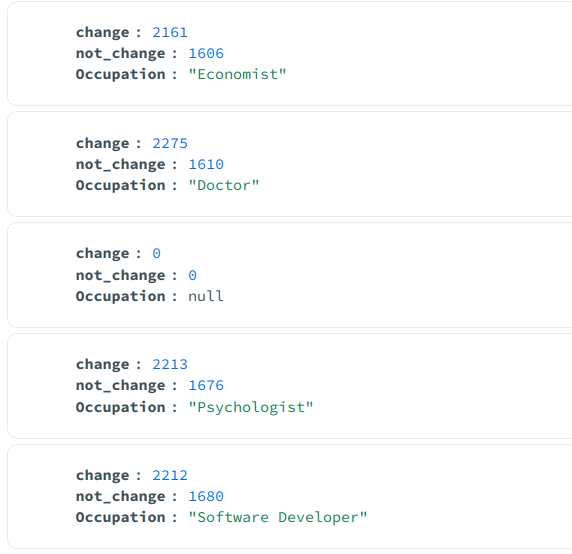 change : 2161
not_change : 1606
Occupation : "Economist"
change : 2275
not_change : 1610
Occupation : "Doctor"
change : 0
not_change : 0
Occupation : null
change : 2213
not_change : 1676
Occupation : "Psychologist"
change : 2212
not_change : 1680
Occupation : "Software Developer"